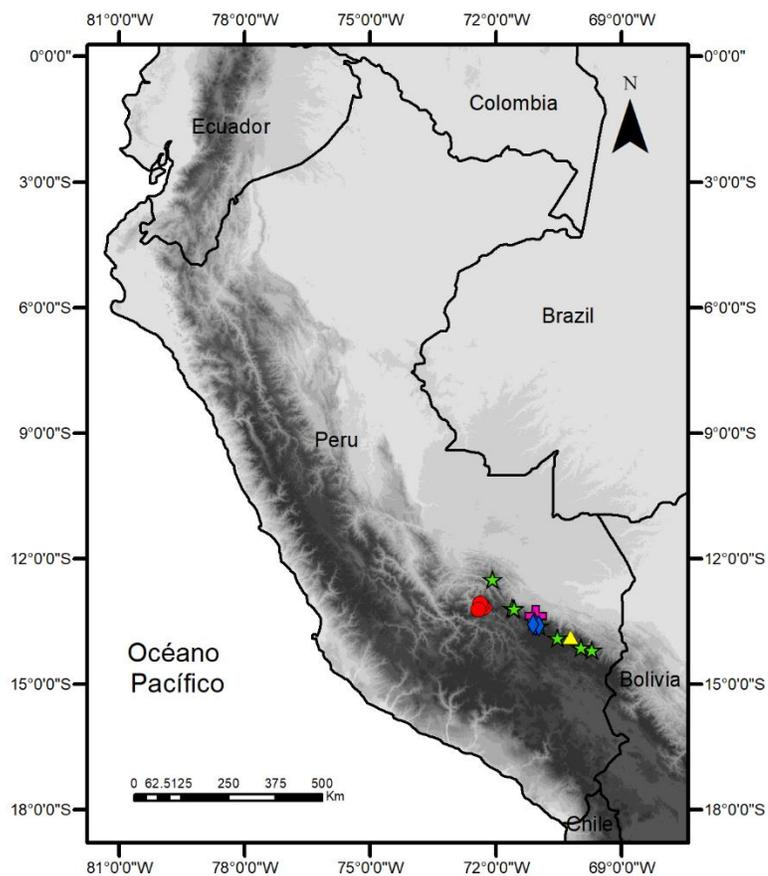 81°0'0"W 78°0'0"W 75°0'0"W 72°0'0"W 69°0'0"W
0°0'0" 0°0'0"
N
Colombia
Ecuador
3°0'0"S 3°0'0"S
6°0'0"S 6°0'0"S
Brazil
9°0'0"S 9°0'0"S
Peru
12°0'0"S 12°0'0"S
Océano
Pacífico
Bolivia
15°0'0"S 15°0'0"S
0 62.5125 250 375 500
Km
18°0'0"S 18°0'0"S
Chile
81°0'0"W 78°0'0"W 75°0'0"W 72°0'0"W 69°0'0"W